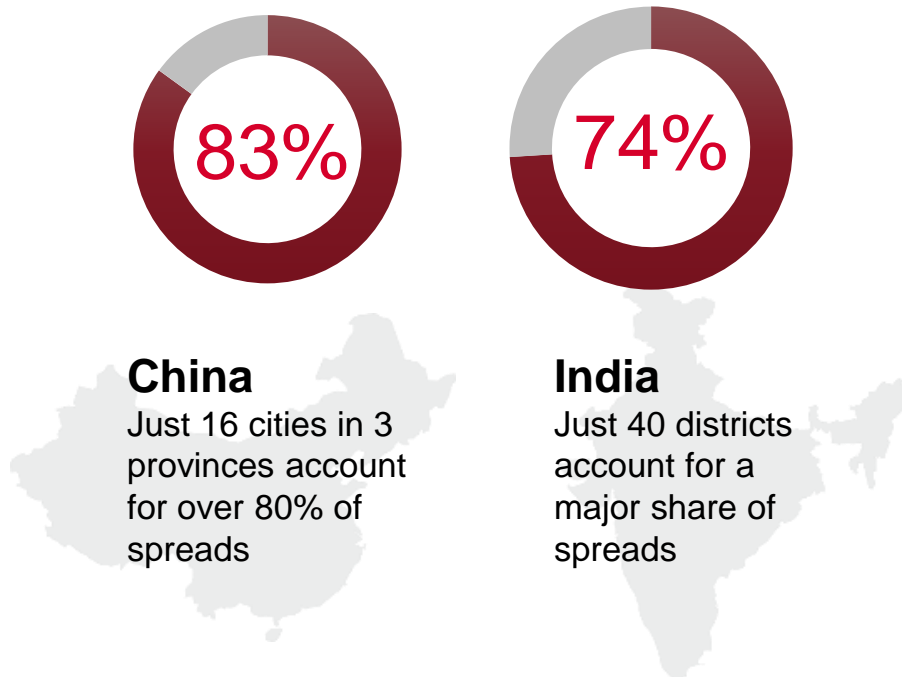 83%
74%
China
Just 16 cities in 3
provinces account
for over 80% of
spreads
India
Just 40 districts
account for a
major share of
spreads